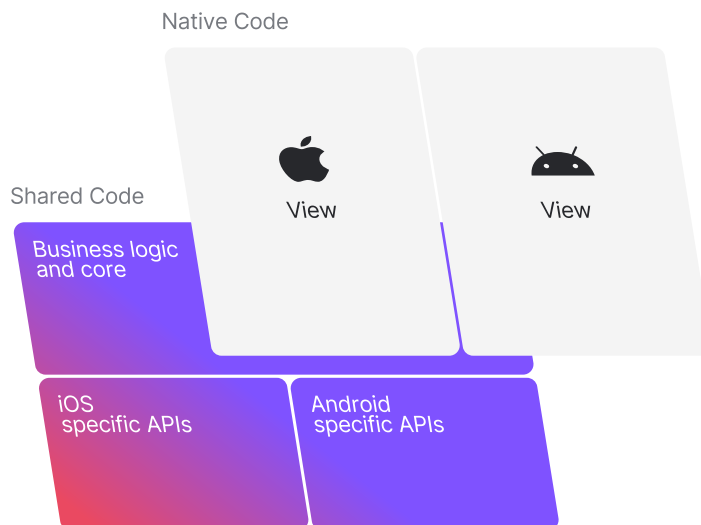 Native Code
View
View
Shared Code
Business logic
and core
iOS
specific APIs
Android
specific APIs